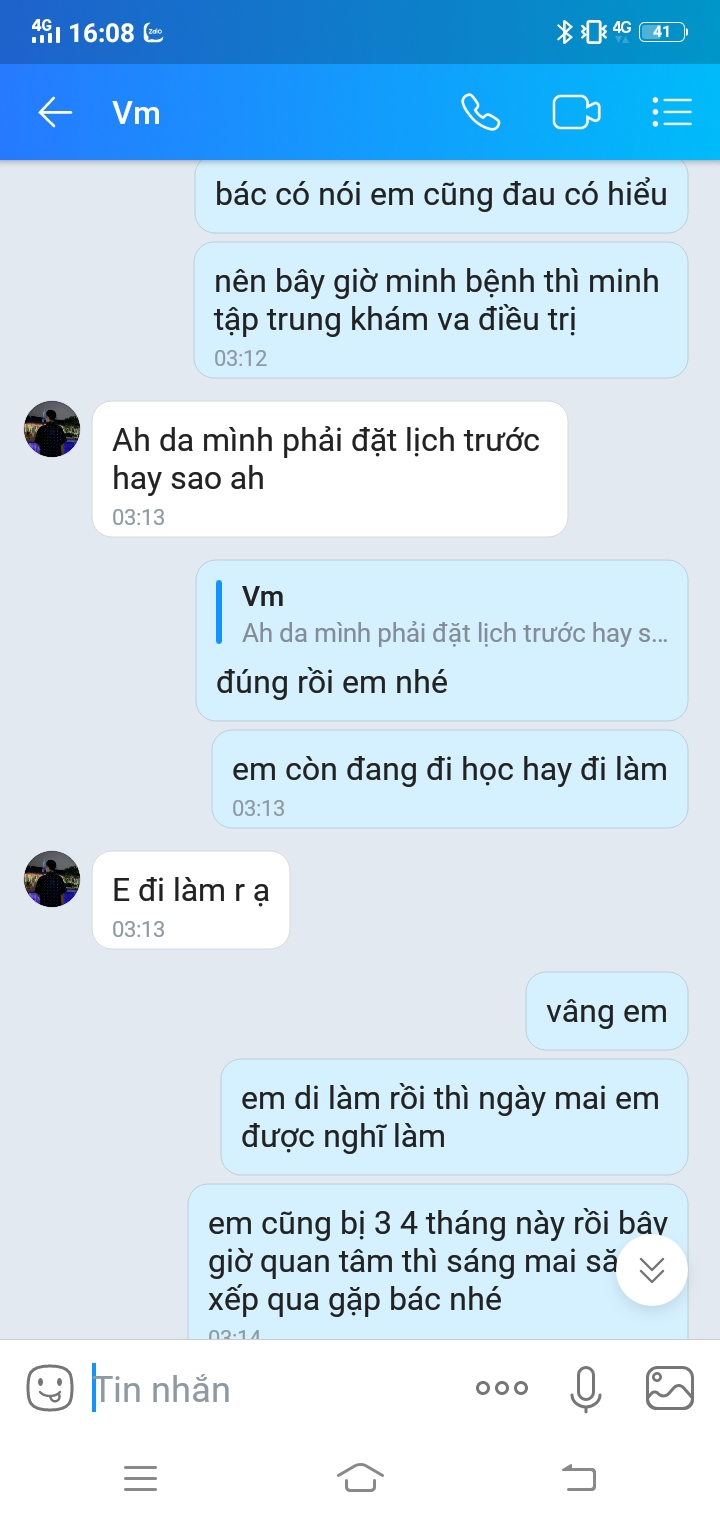 4G 16:08 Zalo 4G 41
Vm
bác có nói em cũng đau có hiểu
nên bây giờ minh bệnh thì minh
tập trung khám va điều trị
03:12
Ah da mình phải đặt lịch trước
hay sao ah
03:13
Vm
Ah da mình phải đặt lịch trước hay s...
đúng rồi em nhé
em còn đang đi học hay đi làm
03:13
E đi làm r ạ
03:13
vâng em
em di làm rồi thì ngày mai em
được nghĩ làm
em cũng bị 3 4 tháng này rồi bây
giờ quan tâm thì sáng mai
xếp qua gặp bác nhé
03:14
Tin nhắn